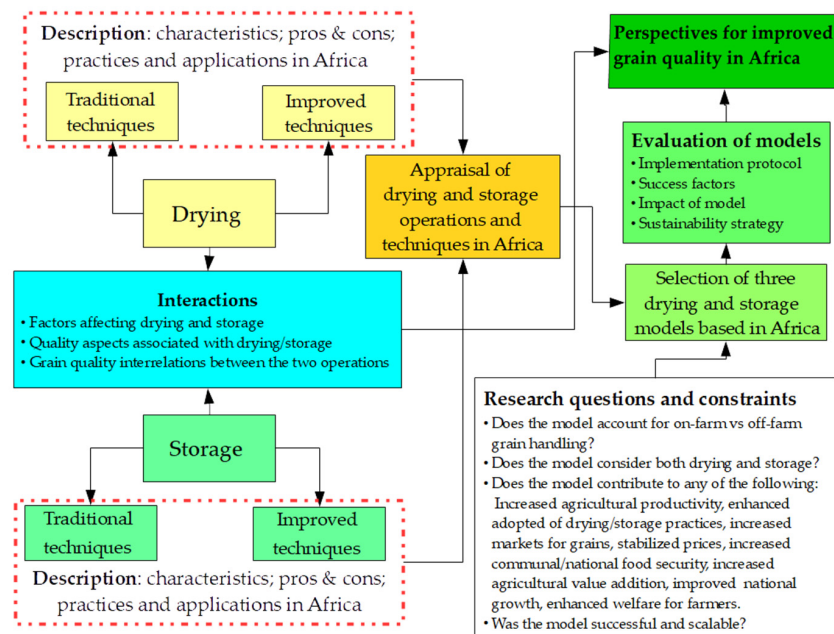 Description: characteristics; pros & cons;
practices and applications in Africa
Traditional
techniques
Improved
techniques
Drying
Interactions
• Factors affecting drying and storage
• Quality aspects associated with drying/storage
• Grain quality interrelations between the two operations
Storage
Traditional
techniques
Improved
techniques
Description: characteristics; pros & cons;
practices and applications in Africa
Appraisal of
drying and storage
operations and
techniques in Africa
Perspectives for improved
grain quality in Africa
Evaluation of models
• Implementation protocol
• Success factors
• Impact of model
• Sustainability strategy
Selection of three
drying and storage
models based in Africa
Research questions and constraints
• Does the model account for on-farm vs off-farm
grain handling?
• Does the model consider both drying and storage?
• Does the model contribute to any of the following:
Increased agricultural productivity, enhanced
adopted of drying/storage practices, increased
markets for grains, stabilized prices, increased
communal/national food security, increased
agricultural value addition, improved national
growth, enhanced welfare for farmers.
• Was the model successful and scalable?